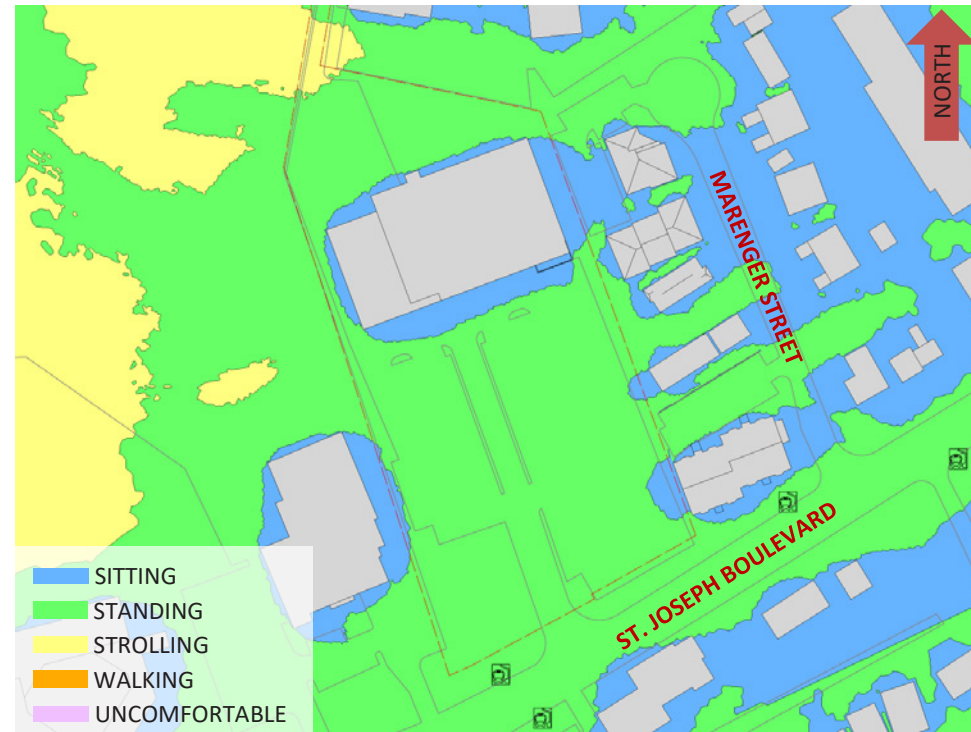 NORTH
MARENGER STREET
ST. JOSEPH BOULEVARD
SITTING
STANDING
STROLLING
WALKING
UNCOMFORTABLE